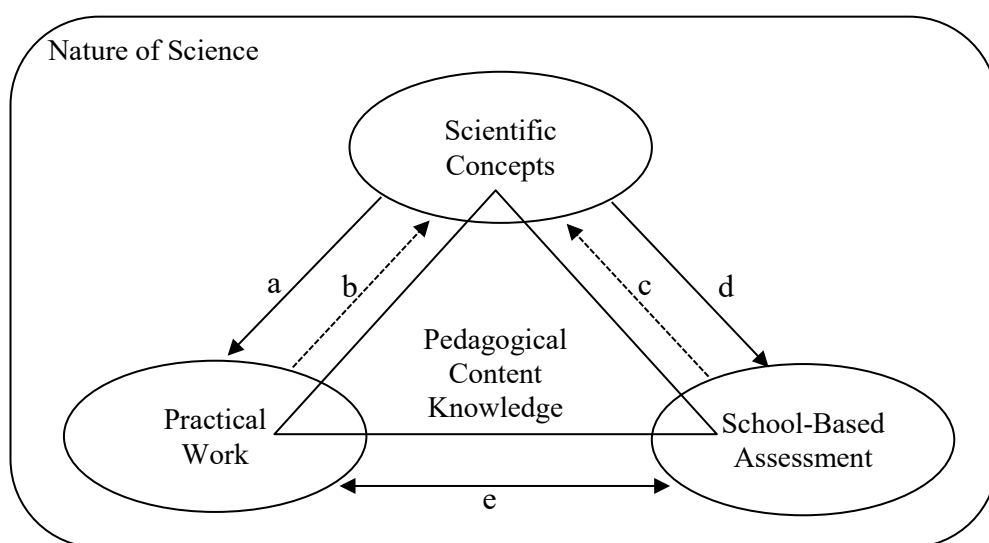 Nature of Science
Scientific
Concepts
a
b
c
d
Pedagogical
Content
Knowledge
Practical
Work
School-Based
Assessment
e